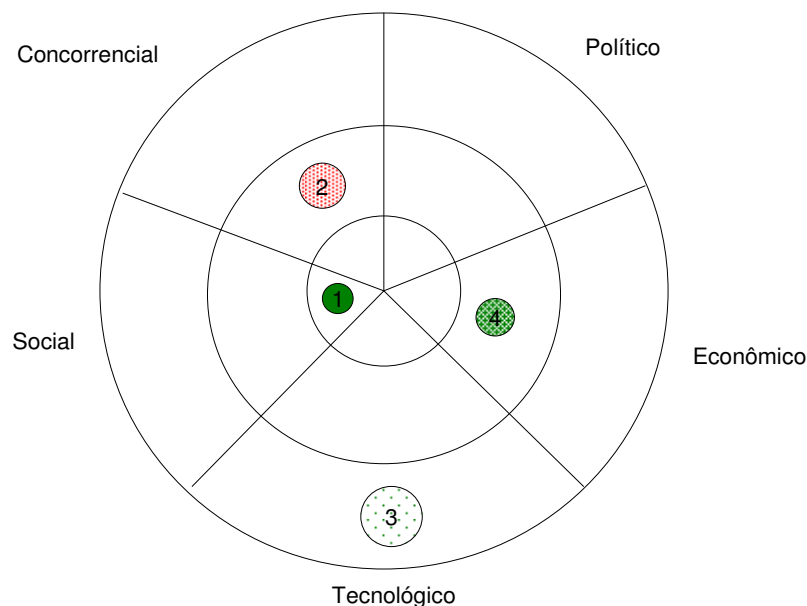 Político
Concorrencial
2
1
4
Social
Econômico
3
Tecnológico